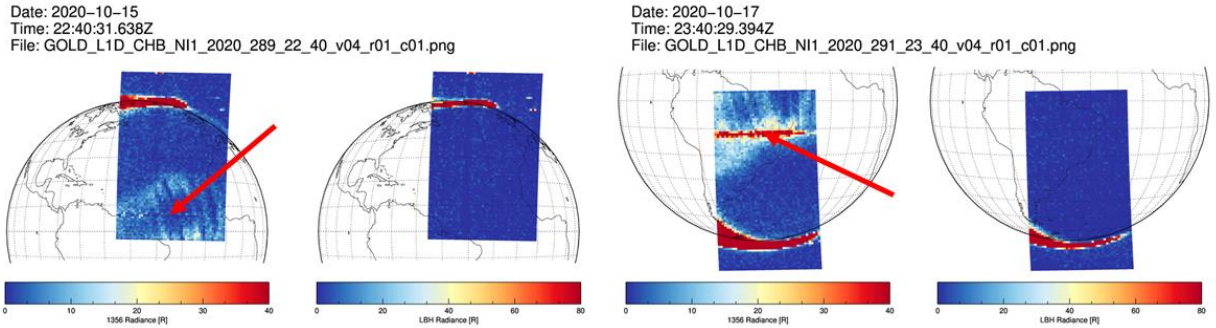 Date: 2020-10-15
Time: 22:40:31.638Z
File: GOLD_L1D_CHB_NI1_2020_289_22_40_v04_r01_c01.png
0 10 20 30 40
1356 Radiance [R]
0 20 40 60 80
LBH Radiance [R]
Date: 2020-10-17
Time: 23:40:29.394Z
File: GOLD_L1D_CHB_NI1_2020_291_23_40_v04_r01_c01.png
0 10 20 30 40
1356 Radiance [R]
0 20 40 60 80
LBH Radiance [R]